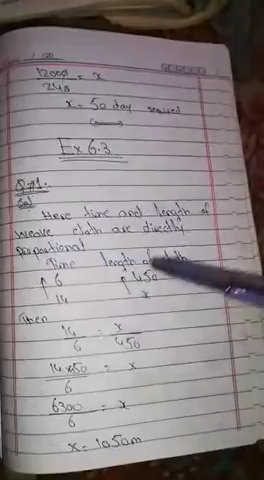 12000 = x
240
x = 50 day required
Ex 6.3
Q#1:
(a)
Here time and length of
weave cloth are directly
proportional
Time length of cloth
↑ 6 ↑ 450
14 x
Then
14/6 = x/450
14×450/6 = x
6300/6 = x
x = 1050m